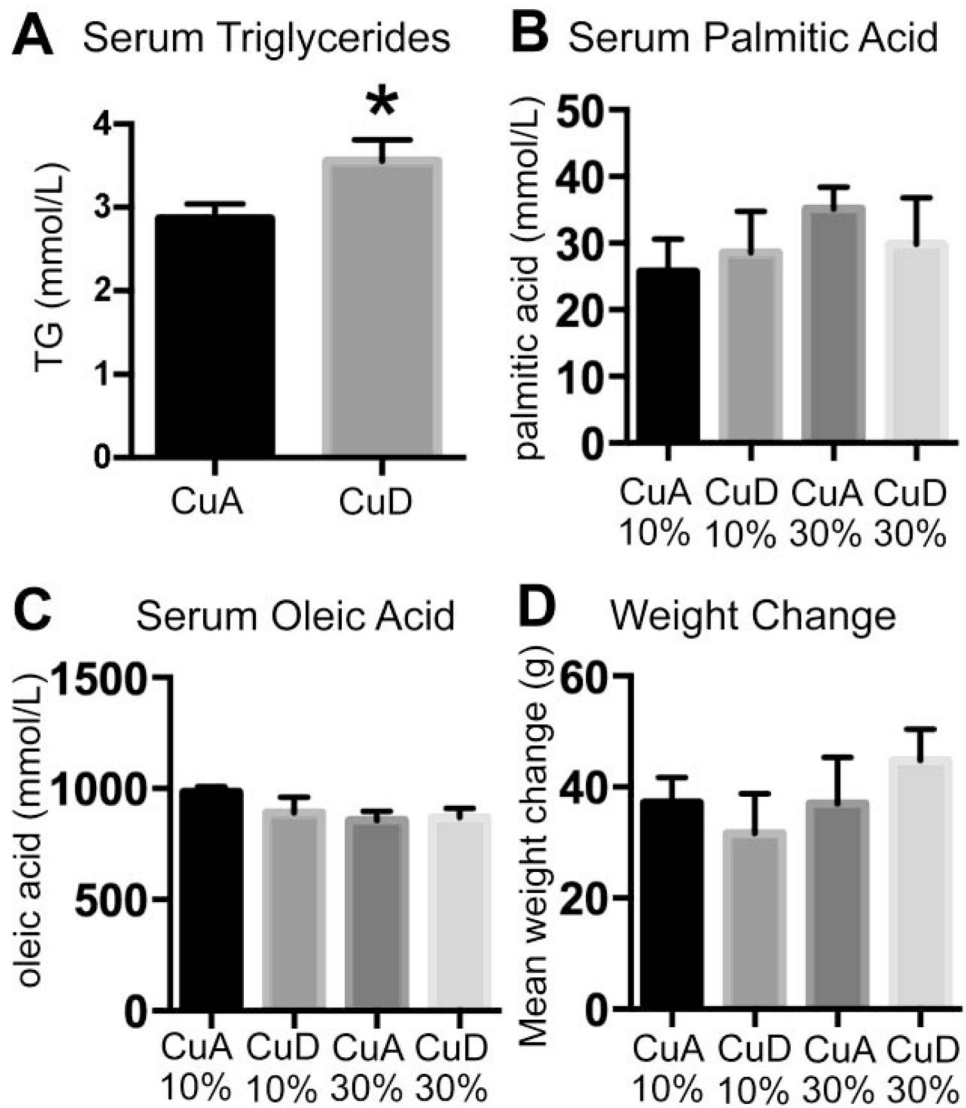 A Serum Triglycerides
*
TG (mmol/L)
4
3
2
1
0
CuA CuD
B Serum Palmitic Acid
palmitic acid (mmol/L)
50
40
30
20
10
0
CuA CuD CuA CuD
10% 10% 30% 30%
C Serum Oleic Acid
oleic acid (mmol/L)
1500
1000
500
0
CuA CuD CuA CuD
10% 10% 30% 30%
D Weight Change
Mean weight change (g)
60
40
20
0
CuA CuD CuA CuD
10% 10% 30% 30%